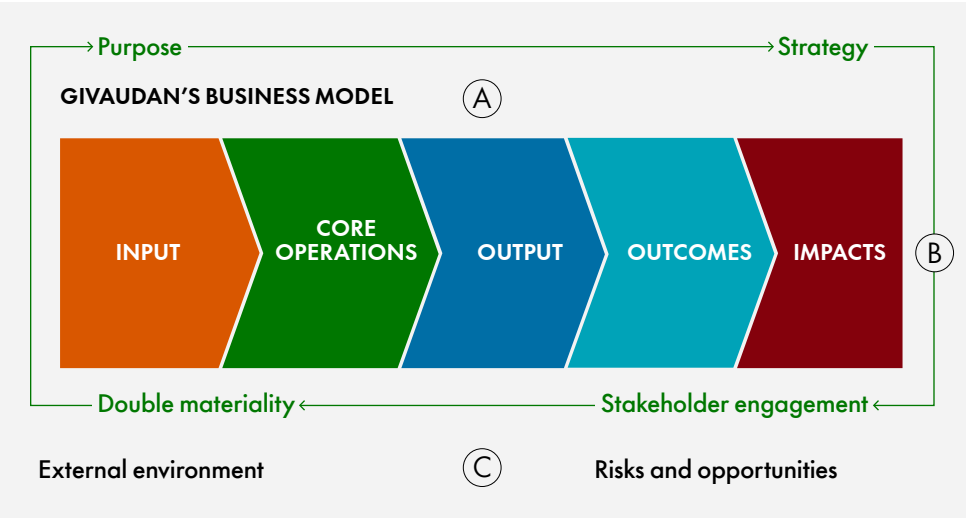 Purpose
Strategy
GIVAUDAN’S BUSINESS MODEL
A
INPUT
CORE
OPERATIONS
OUTPUT
OUTCOMES
IMPACTS
B
Double materiality
Stakeholder engagement
External environment
C
Risks and opportunities